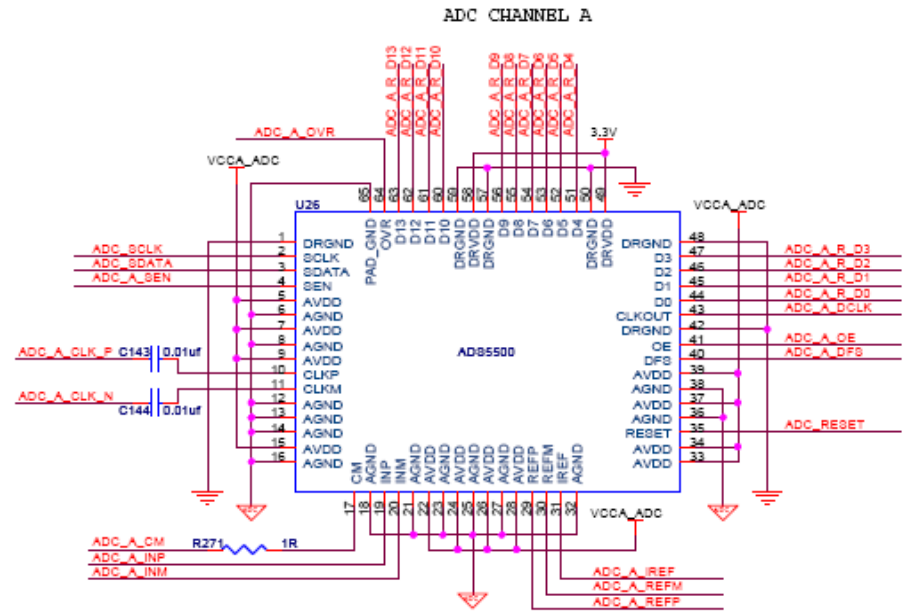 ADC CHANNEL A
ADC_A_R_D13
ADC_A_R_D12
ADC_A_R_D11
ADC_A_R_D10
ADC_A_R_D9
ADC_A_R_D8
ADC_A_R_D7
ADC_A_R_D6
ADC_A_R_D5
ADC_A_R_D4
ADC_A_OVR
3.3V
VCCA_ADC
VCCA_ADC
65 64 63 62 61 60 59 58 57 56 55 54 53 52 51 50 49
U26
PAD_GND
OVR
D13
D12
D11
D10
DRGND
DRVDD
DRGND
D9
D8
D7
D6
D5
D4
DRGND
DRVDD
1 DRGND
ADC_SCLK 2 SCLK
ADC_SDATA 3 SDATA
ADC_A_SEN 4 SEN
5 AVDD
6 AGND
7 AVDD
8 AGND
9 AVDD
ADC_A_CLK_P C143 0.01uf 10 CLKP
ADC_A_CLK_N C144 0.01uf 11 CLKM
12 AGND
13 AGND
14 AGND
15 AVDD
16 AGND
ADS5500
DRGND 48
D3 47 ADC_A_R_D3
D2 46 ADC_A_R_D2
D1 45 ADC_A_R_D1
D0 44 ADC_A_R_D0
CLKOUT 43 ADC_A_DCLK
DRGND 42
OE 41 ADC_A_OE
DFS 40 ADC_A_DFS
AVDD 39
AGND 38
AVDD 37
AGND 36
RESET 35 ADC_RESET
AVDD 34
AVDD 33
CM
AGND
INP
INM
AGND
AVDD
AGND
AVDD
AGND
AVDD
AGND
AVDD
REFP
REFM
IREF
AGND
17 18 19 20 21 22 23 24 25 26 27 28 29 30 31 32
VCCA_ADC
ADC_A_CM R271 1R
ADC_A_INP
ADC_A_INM
ADC_A_IREF
ADC_A_REFM
ADC_A_REFP